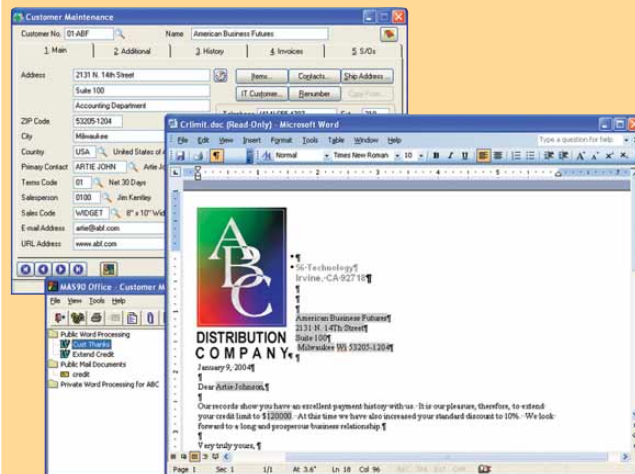 Customer Maintenance
Customer No. 01-ABF Name American Business Futures
1. Main 2. Additional 3. History 4. Invoices 5. S/Os
Address 2131 N. 14th Street Items... Contacts... Ship Address...
Suite 100 IT Customer... Renumber Copy From...
Accounting Department
ZIP Code 53205-1204
City Milwaukee
Country USA United States of
Primary Contact ARTIE JOHN Artie
Terms Code 01 Net 30 Days
Salesperson 0100 Jim Kentley
Sales Code WIDGET 8" x 10"
E-mail Address artie@abf.com
URL Address www.abf.com
MAS90 Office - Customer M
File View Tools Help
Public Word Processing
Cust Thanks
Extend Credit
Public Mail Documents
credit
Private Word Processing for ABC
Crlimit.doc (Read-Only) - Microsoft Word
File Edit View Insert Format Tools Table Window Help Type a question for help
Normal Times New Roman 10 B I U
ABC
DISTRIBUTION
COMPANY
56-Technology¶
Irvine, CA 92718¶
American Business Futures¶
2131 N. 14Th Street¶
Suite 100¶
Milwaukee Wi 53205-1204¶
January 9, 2004¶
Dear Artie Johnson,¶
Our records show you have an excellent payment history with us. It is our pleasure, therefore, to extend
your credit limit to $120000. At this time we have also increased your standard discount to 10%. We look
forward to a long and prosperous business relationship.¶
Very truly yours,¶
Page 1 Sec 1 1/1 At 3.6" Ln 18 Col 96 REC TRK EXT OVR